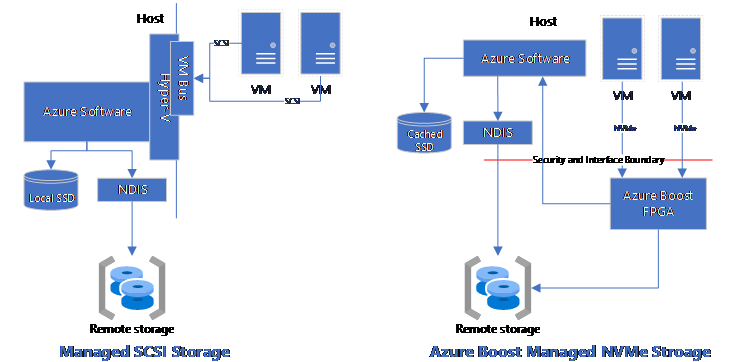 Host
SCSI
VM
VM
SCSI
VM Bus
Hyper-V
Azure Software
Local SSD
NDIS
Remote storage
Managed SCSI Storage
Host
Azure Software
VM
VM
NVMe
NVMe
Cached
SSD
NDIS
Security and Interface Boundary
Azure Boost
FPGA
Remote storage
Azure Boost Managed NVMe Stroage